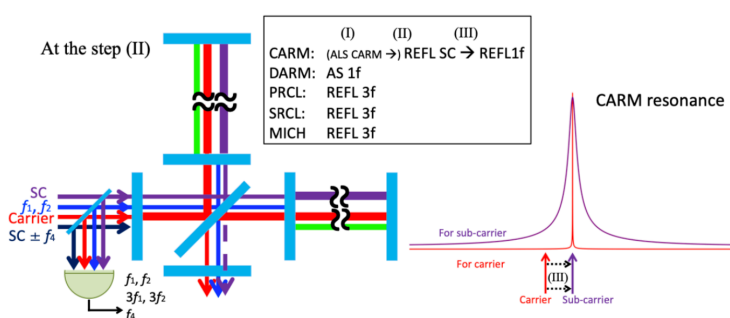 At the step (II)
(I) (II) (III)
CARM: (ALS CARM →) REFL SC → REFL1f
DARM: AS 1f
PRCL: REFL 3f
SRCL: REFL 3f
MICH REFL 3f
CARM resonance
SC
f₁, f₂
Carrier
SC ± f₄
f₁, f₂
3f₁, 3f₂
f₄
For sub-carrier
For carrier
(III)
Carrier
Sub-carrier